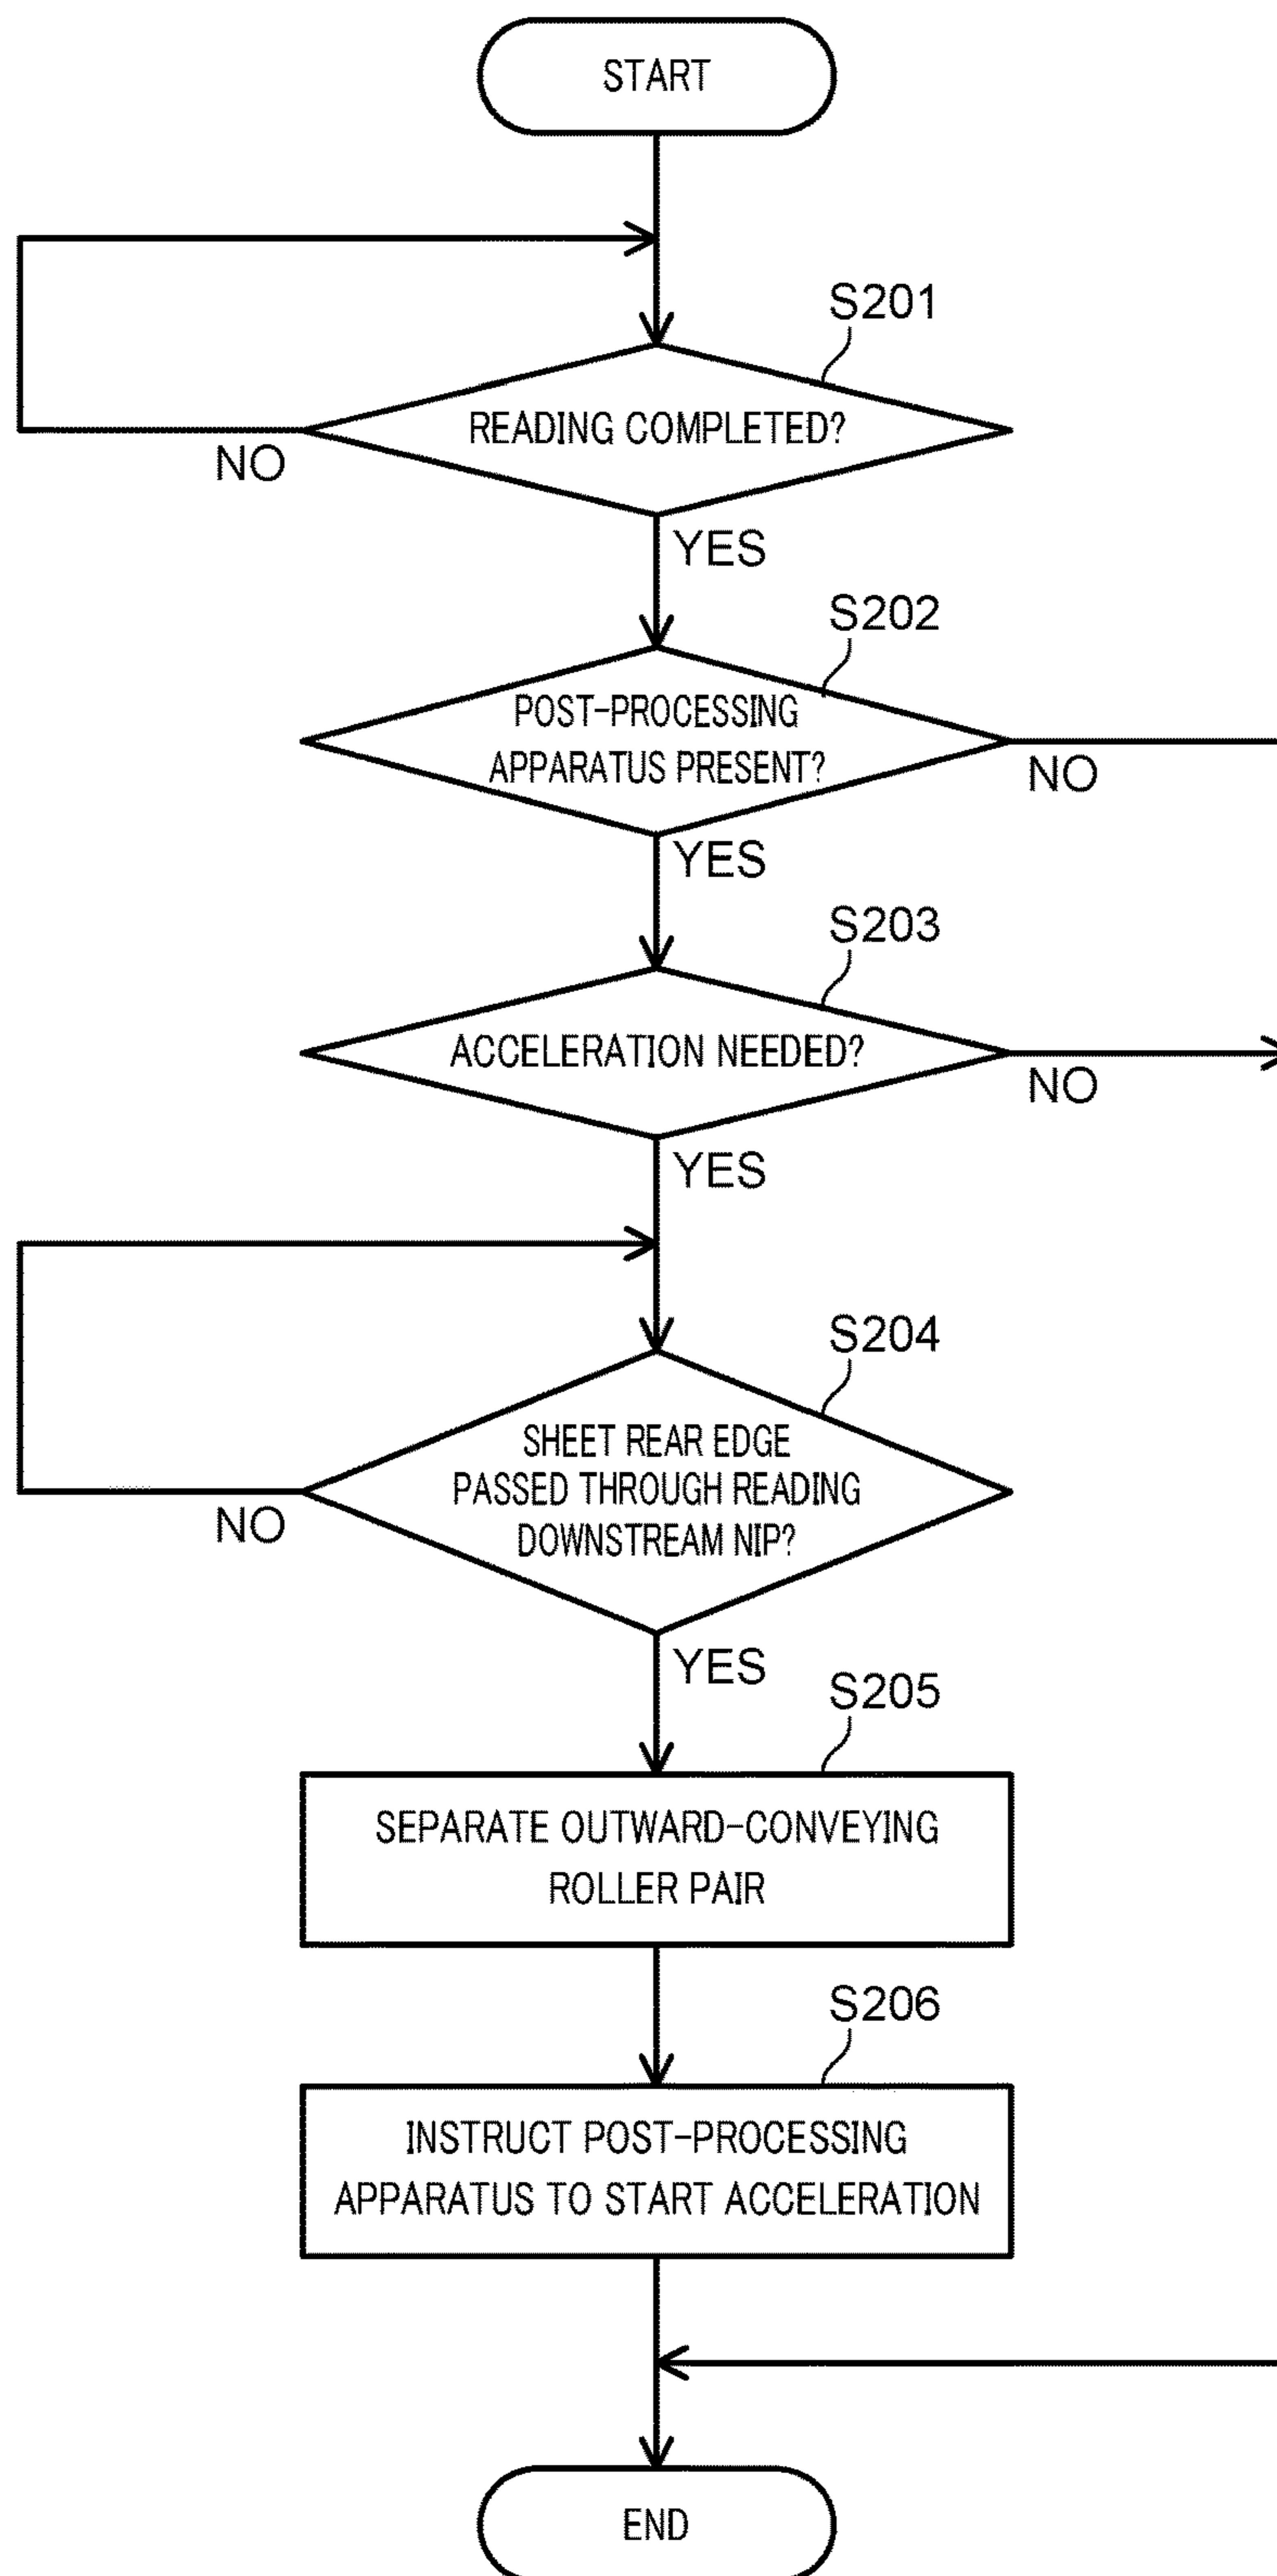 START
S201
READING COMPLETED?
NO
YES
S202
POST-PROCESSING
APPARATUS PRESENT?
NO
YES
S203
ACCELERATION NEEDED?
NO
YES
S204
SHEET REAR EDGE
PASSED THROUGH READING
DOWNSTREAM NIP?
NO
YES
S205
SEPARATE OUTWARD-CONVEYING
ROLLER PAIR
S206
INSTRUCT POST-PROCESSING
APPARATUS TO START ACCELERATION
END